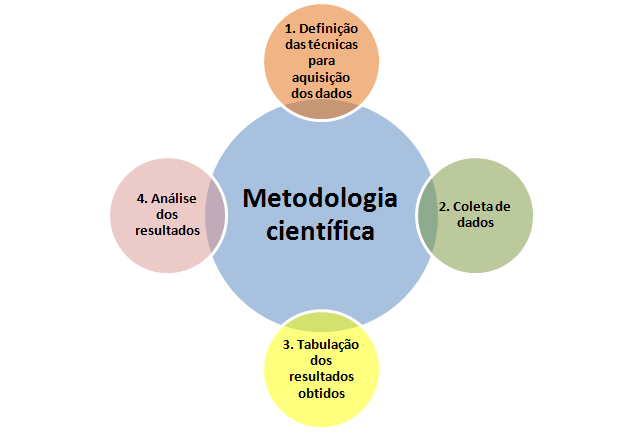 1. Definição
das técnicas
para
aquisição
dos dados
4. Análise
dos
resultados
Metodologia
científica
2. Coleta de
dados
3. Tabulação
dos
resultados
obtidos